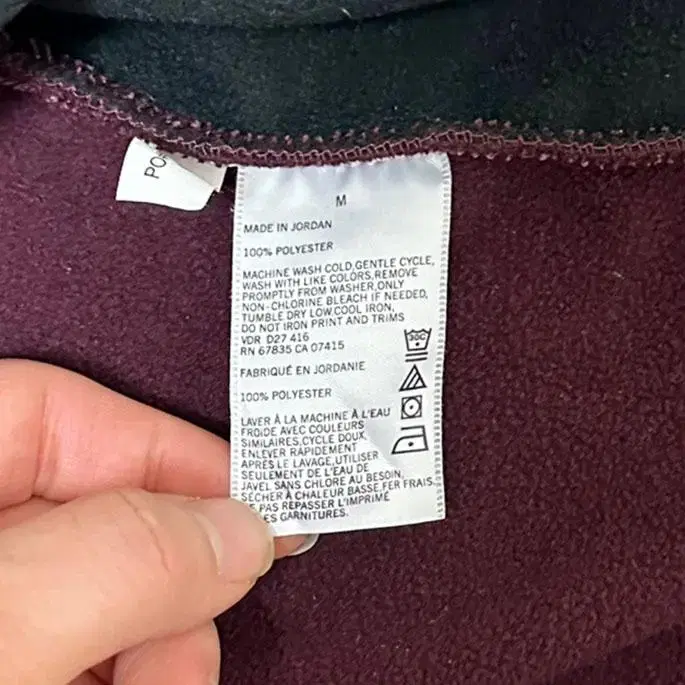 PO
M
MADE IN JORDAN
100% POLYESTER
MACHINE WASH COLD,GENTLE CYCLE,
WASH WITH LIKE COLORS,REMOVE
PROMPTLY FROM WASHER,ONLY
NON-CHLORINE BLEACH IF NEEDED,
TUMBLE DRY LOW,COOL IRON,
DO NOT IRON PRINT AND TRIMS
VDR D27 416
RN 67835 CA 07415
30C
FABRIQUÉ EN JORDANIE
100% POLYESTER
LAVER À LA MACHINE À L'EAU
FROIDE AVEC COULEURS
SIMILAIRES,CYCLE DOUX,
ENLEVER RAPIDEMENT
APRÈS LE LAVAGE,UTILISER
SEULEMENT DE L'EAU DE
JAVEL SANS CHLORE AU BESOIN,
SÉCHER À CHALEUR BASSE,FER FRAIS,
PAS REPASSER L'IMPRIMÉ
GARNITURES.